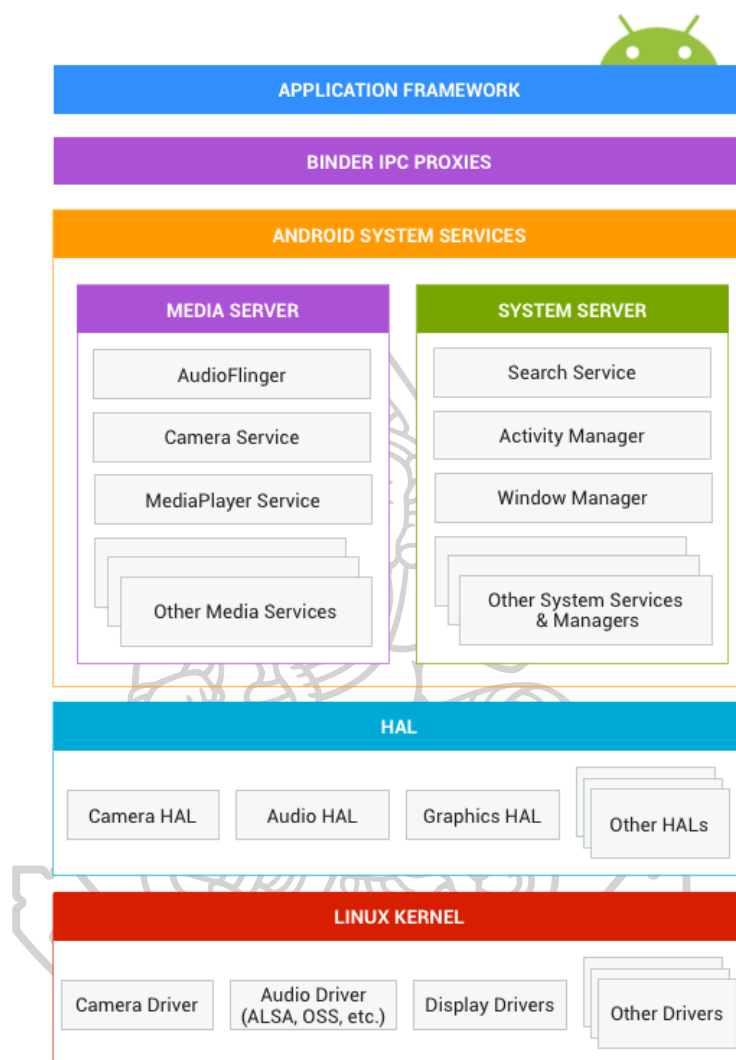 APPLICATION FRAMEWORK
BINDER IPC PROXIES
ANDROID SYSTEM SERVICES
MEDIA SERVER
AudioFlinger
Camera Service
MediaPlayer Service
Other Media Services
SYSTEM SERVER
Search Service
Activity Manager
Window Manager
Other System Services
& Managers
HAL
Camera HAL
Audio HAL
Graphics HAL
Other HALs
LINUX KERNEL
Camera Driver
Audio Driver
(ALSA, OSS, etc.)
Display Drivers
Other Drivers